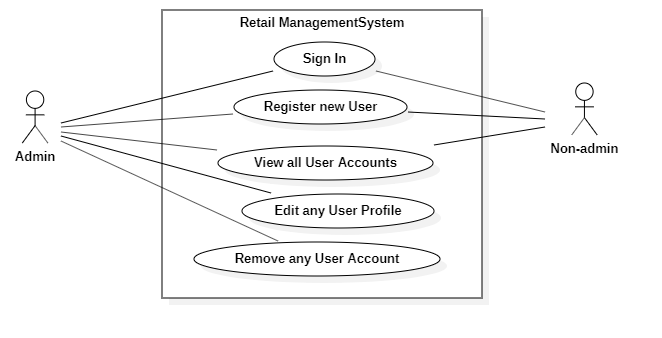 Retail ManagementSystem
Sign In
Register new User
View all User Accounts
Edit any User Profile
Remove any User Account
Admin
Non-admin